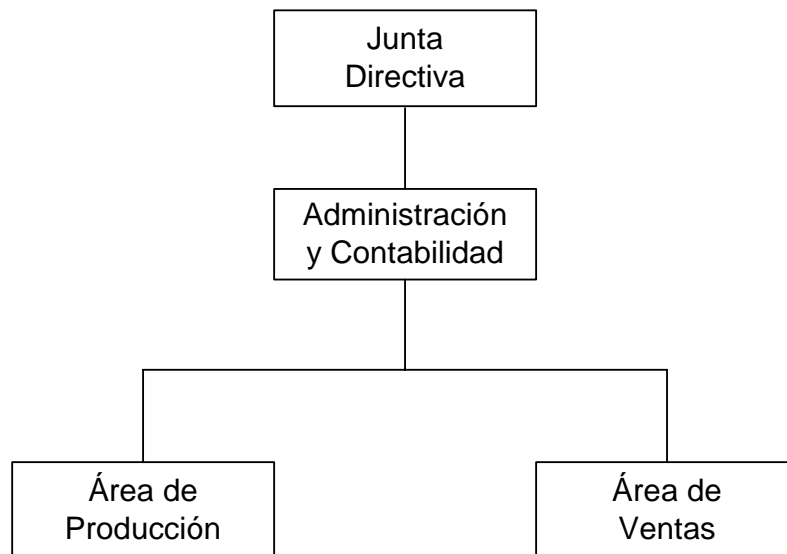 Junta
Directiva
Administración
y Contabilidad
Área de
Producción
Área de
Ventas